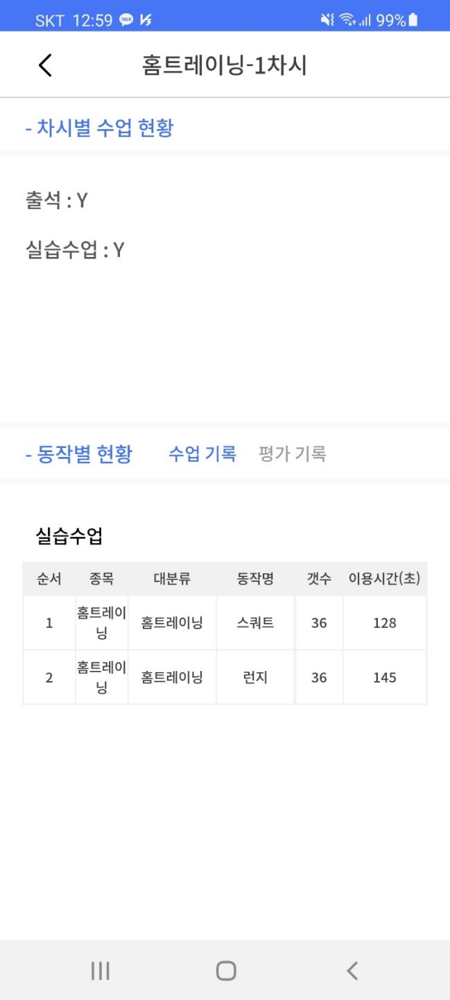 SKT 12:59 TALK 99%
홈트레이닝-1차시
- 차시별 수업 현황
출석 : Y
실습수업 : Y
- 동작별 현황 수업 기록 평가 기록
실습수업
순서 종목 대분류 동작명 갯수 이용시간(초)
1 홈트레이닝 홈트레이닝 스쿼트 36 128
2 홈트레이닝 홈트레이닝 런지 36 145